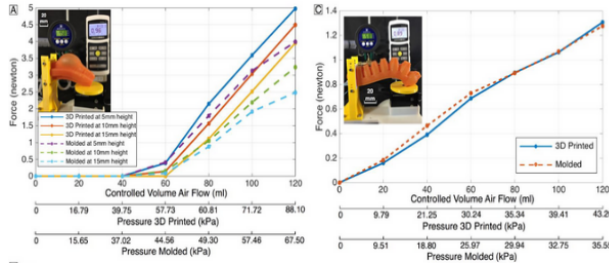 A
C
5
4.5
4
3.5
3
2.5
2
1.5
1
0.5
0
Force (newton)
3D Printed at 5mm height
3D Printed at 10mm height
3D Printed at 15mm height
Molded at 5mm height
Molded at 10mm height
Molded at 15mm height
0 20 40 60 80 100 120
Controlled Volume Air Flow (ml)
0 16.79 39.75 57.73 60.81 71.72 88.10
Pressure 3D Printed (kPa)
0 15.65 37.02 44.56 49.30 57.46 67.50
Pressure Molded (kPa)
1.4
1.2
1
0.8
0.6
0.4
0.2
0
Force (newton)
20
mm
3D Printed
Molded
0 20 40 60 80 100 120
Controlled Volume Air Flow (ml)
0 9.79 21.25 30.24 35.34 39.41 43.2
Pressure 3D Printed (kPa)
0 9.51 18.80 25.97 29.94 32.75 35.50
Pressure Molded (kPa)